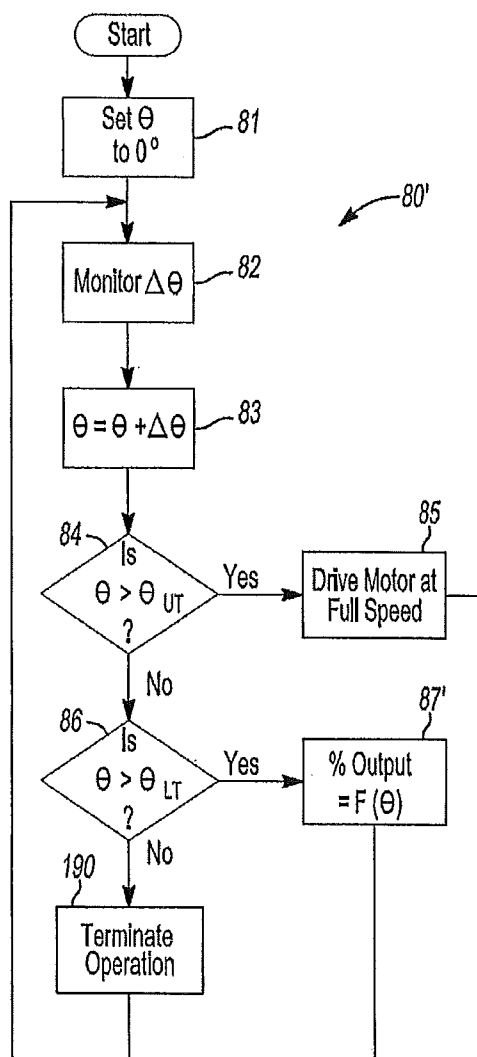 Start
Set θ
to 0°
81
80'
Monitor Δθ
82
θ = θ + Δθ
83
84
Is
θ > θ UT
?
Yes
No
85
Drive Motor at
Full Speed
86
Is
θ > θ LT
?
Yes
No
87'
% Output
= F (θ)
190
Terminate
Operation